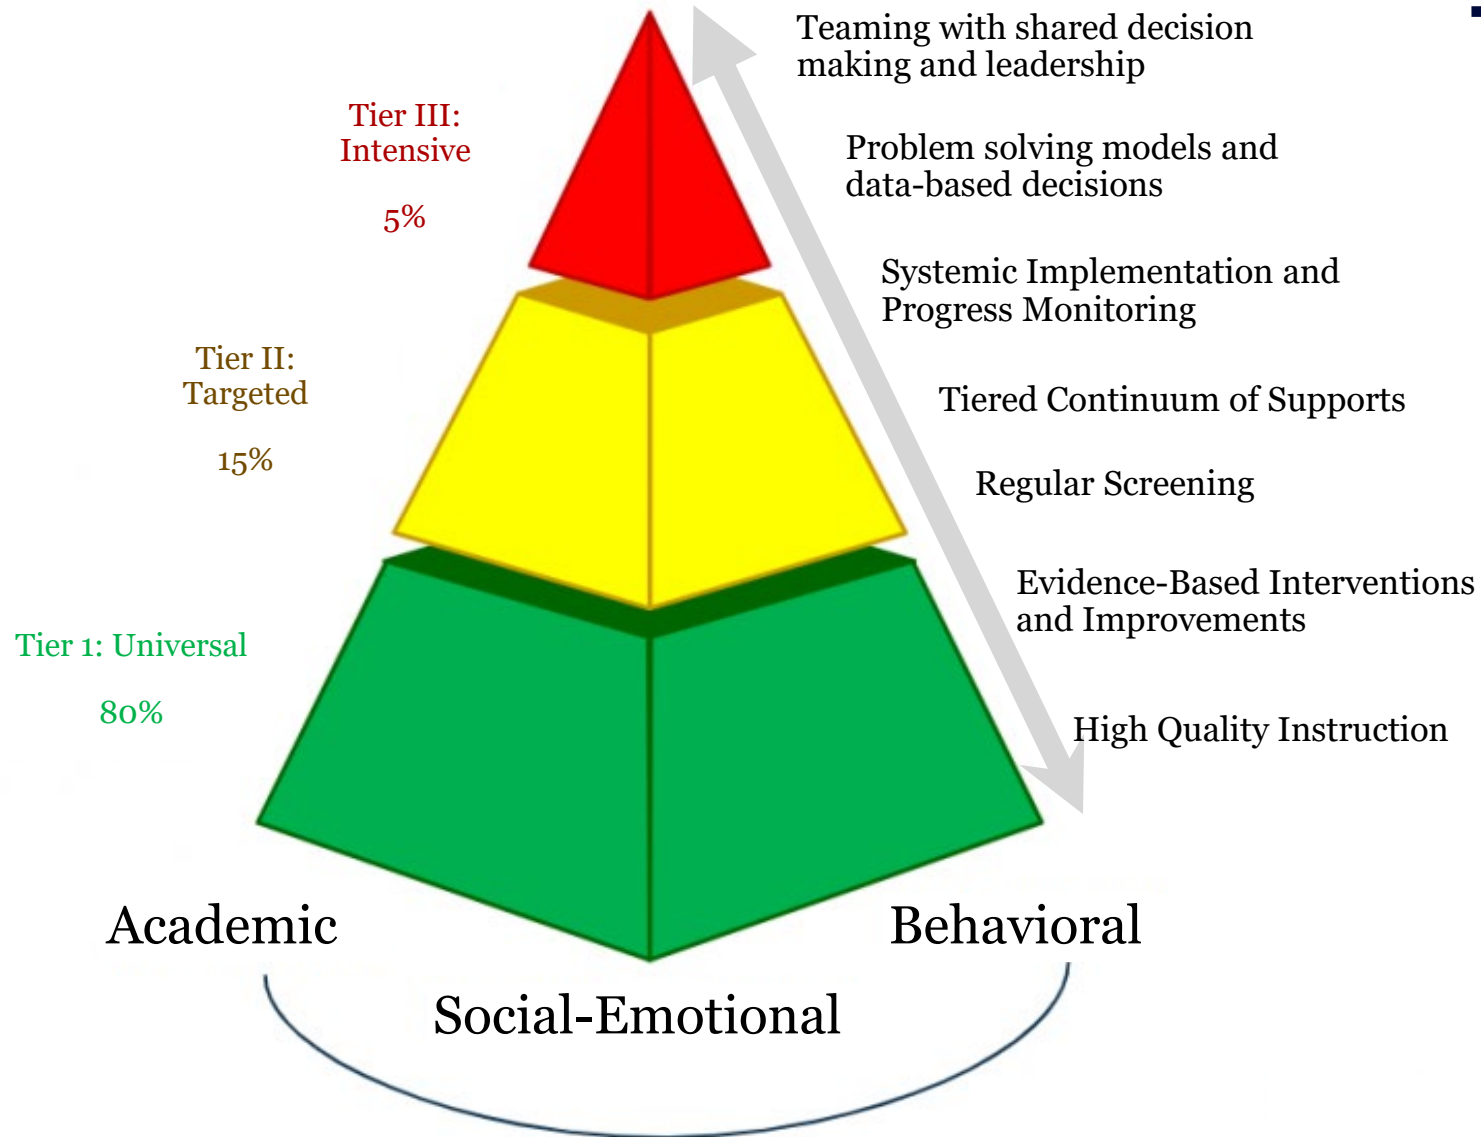 Teaming with shared decision
making and leadership
Tier III:
Intensive
5%
Problem solving models and
data-based decisions
Systemic Implementation and
Progress Monitoring
Tier II:
Targeted
15%
Tiered Continuum of Supports
Regular Screening
Evidence-Based Interventions
and Improvements
Tier 1: Universal
80%
High Quality Instruction
Academic
Behavioral
Social-Emotional